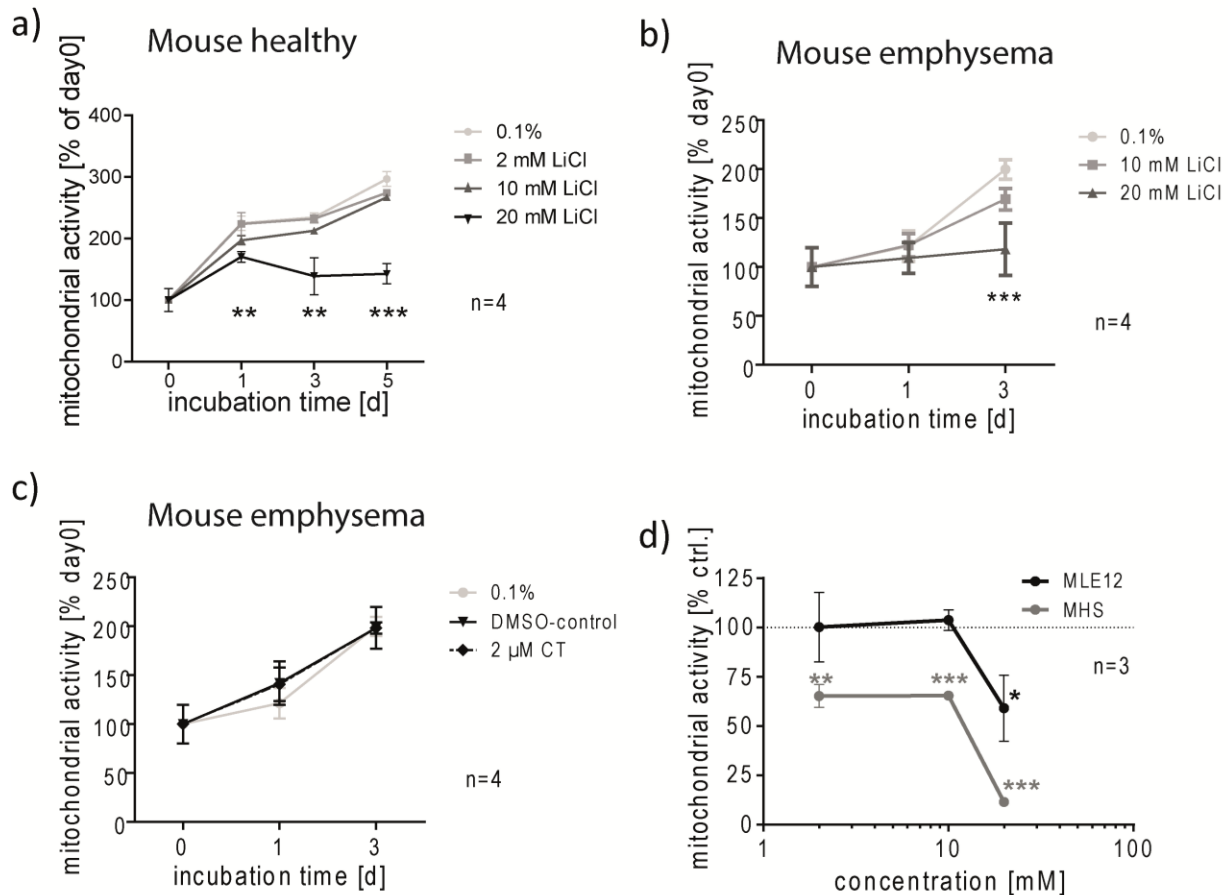 a)
Mouse healthy
mitochondrial activity [% of day0]
400
300
200
100
0
0.1%
2 mM LiCl
10 mM LiCl
20 mM LiCl
** ** ***
n=4
0 1 3 5
incubation time [d]
b)
Mouse emphysema
mitochondrial activity [% day0]
250
200
150
100
50
0
0.1%
10 mM LiCl
20 mM LiCl
***
n=4
0 1 3
incubation time [d]
c)
Mouse emphysema
mitochondrial activity [% day0]
250
200
150
100
50
0
0.1%
DMSO-control
2 µM CT
n=4
0 1 3
incubation time [d]
d)
mitochondrial activity [% ctrl.]
125
100
75
50
25
0
MLE12
MHS
n=3
** ***
*
***
1 10 100
concentration [mM]